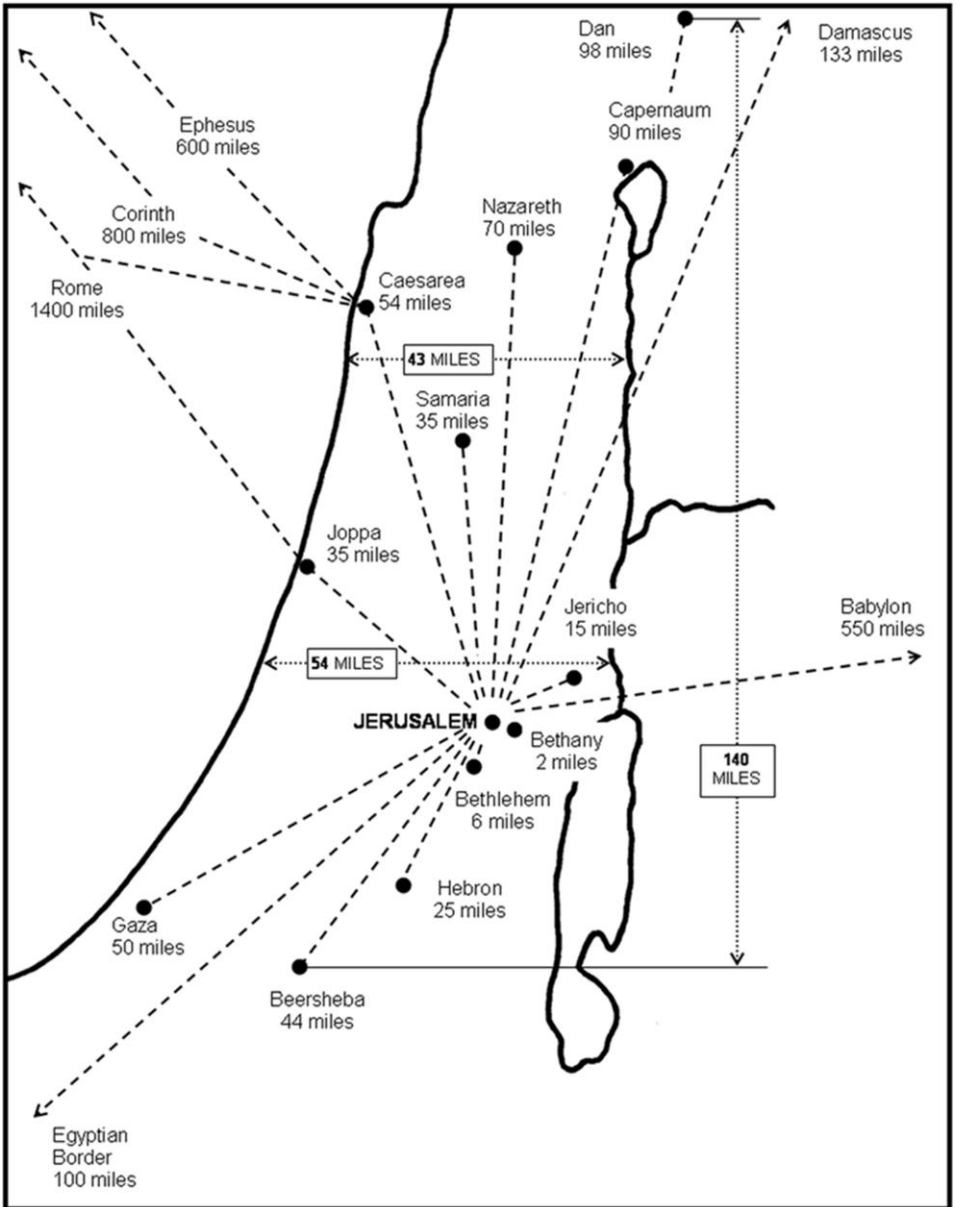 Dan
98 miles
Damascus
133 miles
Capernaum
90 miles
Ephesus
600 miles
Nazareth
70 miles
Corinth
800 miles
Caesarea
54 miles
Rome
1400 miles
43 MILES
Samaria
35 miles
Joppa
35 miles
Jericho
15 miles
Babylon
550 miles
54 MILES
JERUSALEM
Bethany
2 miles
140
MILES
Bethlehem
6 miles
Hebron
25 miles
Gaza
50 miles
Beersheba
44 miles
Egyptian
Border
100 miles